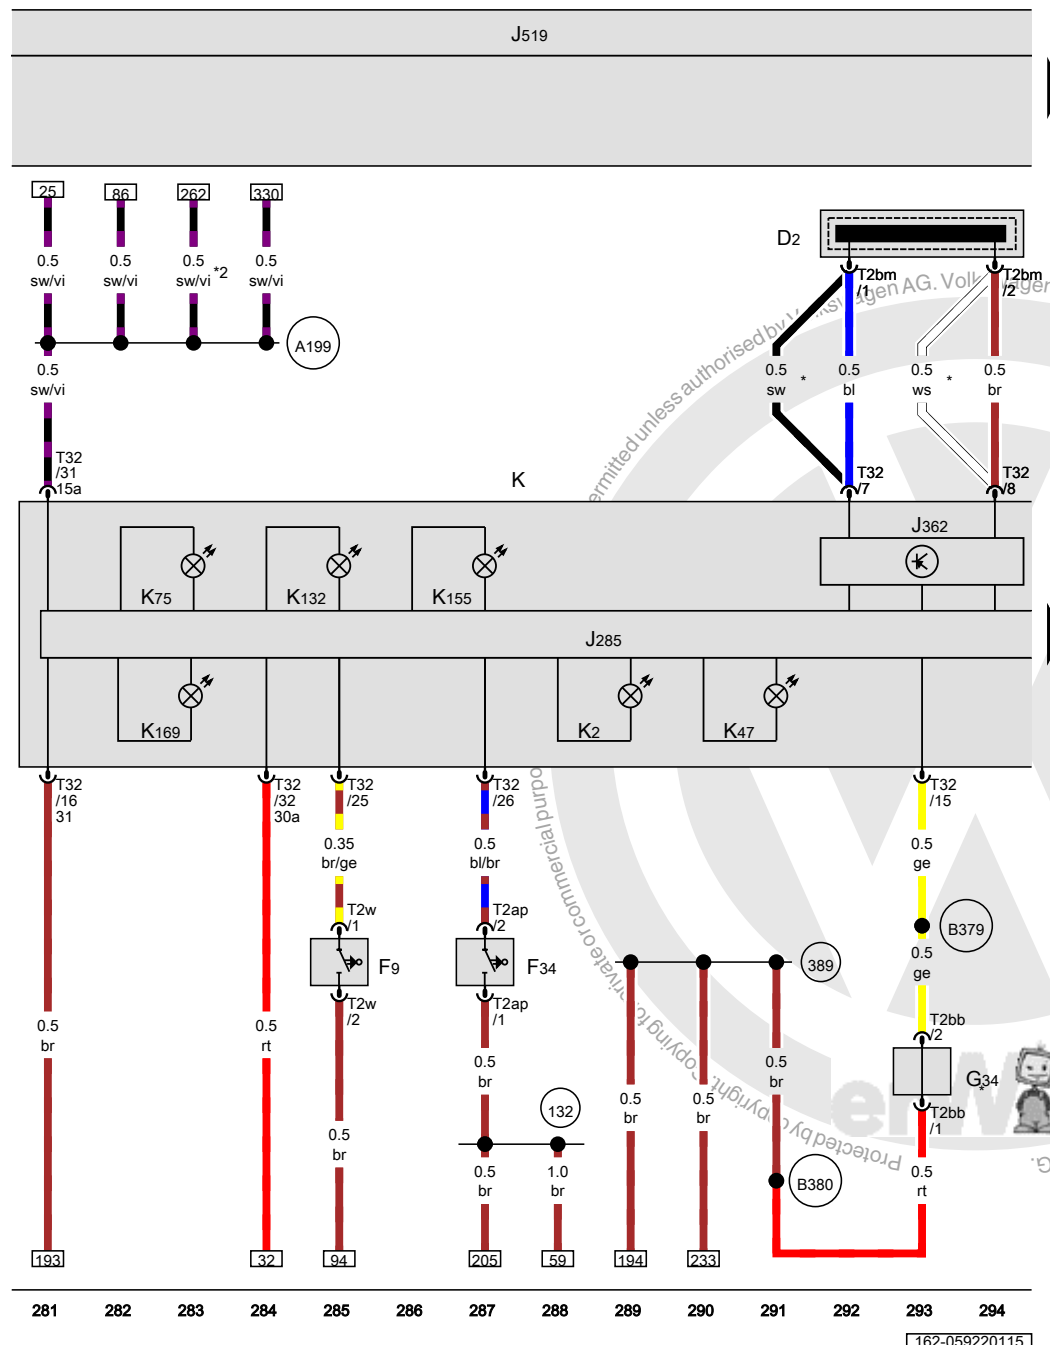 J519
25 86 262 330
0.5 0.5 0.5 0.5
sw/vi sw/vi sw/vi *2 sw/vi
A199
0.5
sw/vi
T32
/31
15a
D2
T2bm
/1
T2bm
/2
0.5 0.5 0.5 0.5
sw * bl ws * br
T32
/7
T32
/8
K
J362
K75 K132 K155
J285
K169 K2 K47
T32
/16
31
T32
/32
30a
T32
/25
T32
/26
T32
/15
0.35
br/ge
0.5
bl/br
0.5
ge
T2w
/1
T2ap
/2
B379
F9
F34
389
0.5
ge
T2w
/2
T2ap
/1
T2bb
/2
0.5
br
0.5
rt
0.5
br
0.5
br
G34
*
T2bb
/1
0.5
br
0.5
br
132
0.5
br
0.5
br
1.0
br
B380
0.5
rt
193 32 94 205 59 194 233
281 282 283 284 285 286 287 288 289 290 291 292 293 294
162-059220115